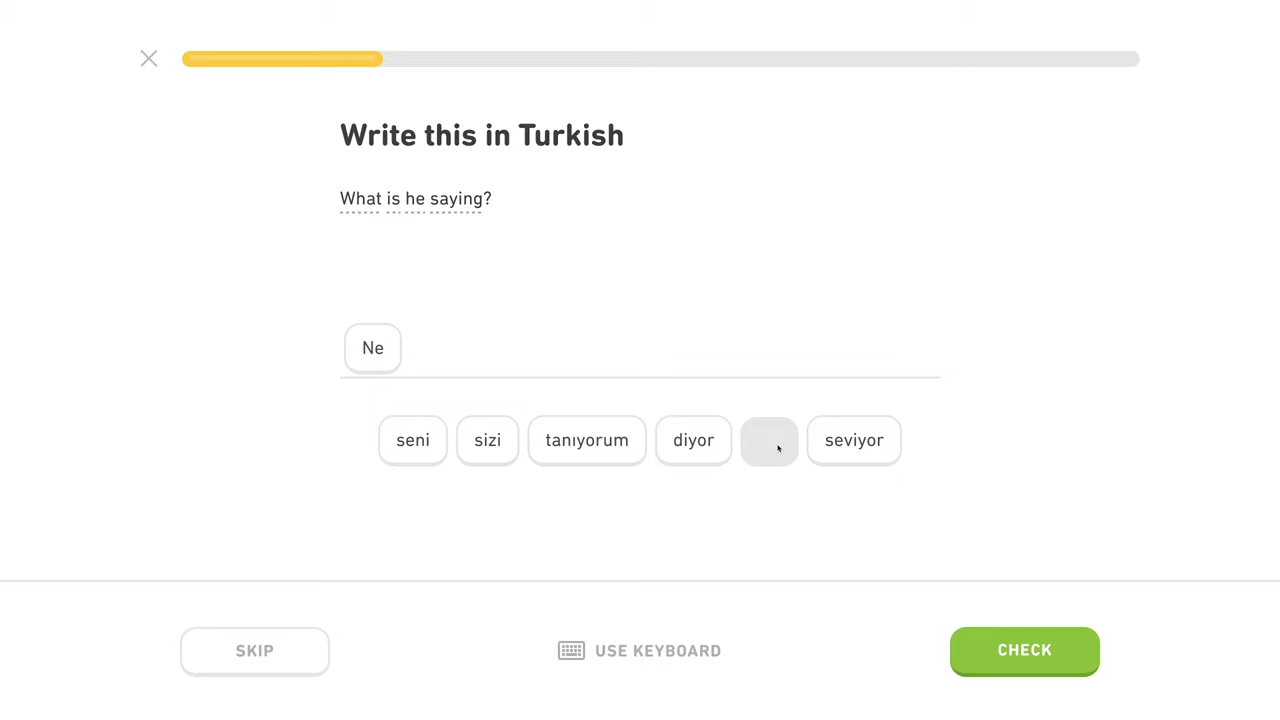 Write this in Turkish
What is he saying?
Ne
seni sizi tanıyorum diyor seviyor
SKIP USE KEYBOARD CHECK